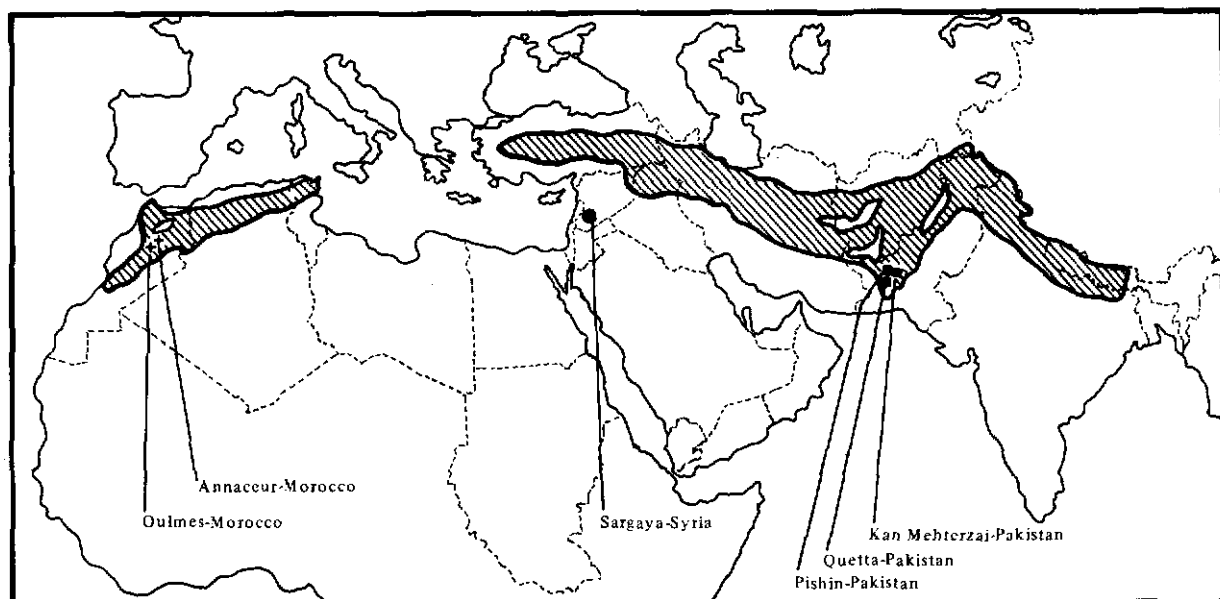 Annaceur-Morocco
Oulmes-Morocco
Sargaya-Syria
Kan Mehterzai-Pakistan
Quetta-Pakistan
Pishin-Pakistan